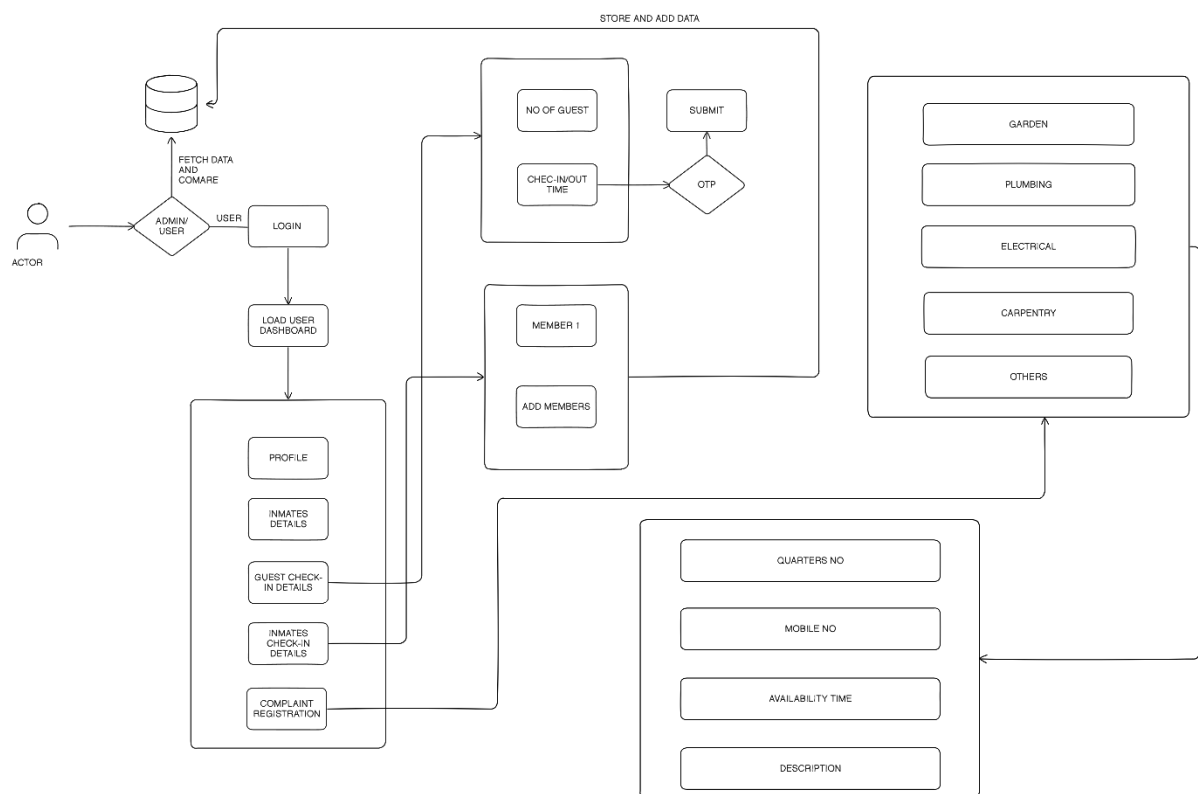 STORE AND ADD DATA
FETCH DATA
AND
COMARE
ACTOR
ADMIN/
USER
USER
LOGIN
LOAD USER
DASHBOARD
PROFILE
INMATES
DETAILS
GUEST CHECK-
IN DETAILS
INMATES
CHECK-IN
DETAILS
COMPLAINT
REGISTRATION
NO OF GUEST
CHEC-IN/OUT
TIME
OTP
SUBMIT
MEMBER 1
ADD MEMBERS
GARDEN
PLUMBING
ELECTRICAL
CARPENTRY
OTHERS
QUARTERS NO
MOBILE NO
AVAILABILITY TIME
DESCRIPTION